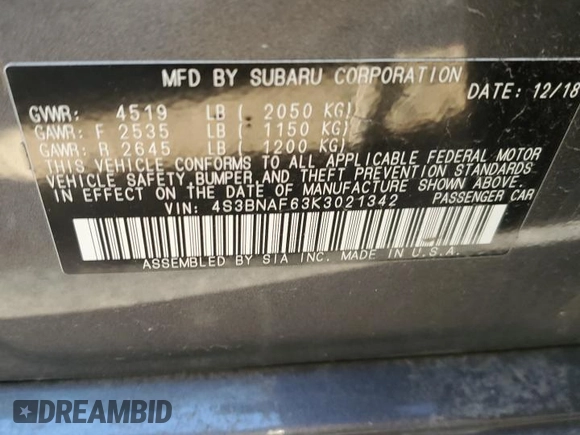 MFD BY SUBARU CORPORATION
DATE: 12/18
GVWR: 4519 LB ( 2050 KG)
GAWR: F 2535 LB ( 1150 KG)
GAWR: R 2645 LB ( 1200 KG)
THIS VEHICLE CONFORMS TO ALL APPLICABLE FEDERAL MOTOR
VEHICLE SAFETY, BUMPER, AND THEFT PREVENTION STANDARDS
IN EFFECT ON THE DATE OF MANUFACTURE SHOWN ABOVE.
VIN: 4S3BNAF63K3021342 PASSENGER CAR
ASSEMBLED BY SIA INC. MADE IN U.S.A.
DREAMBID